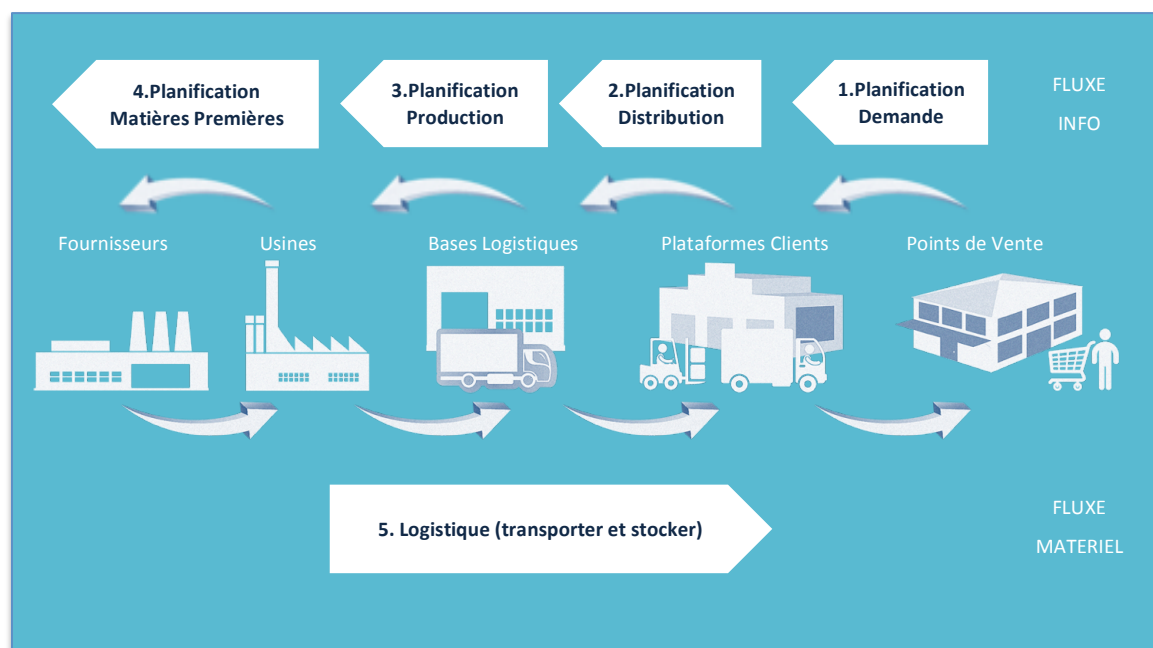 4.Planification
Matières Premières
3.Planification
Production
2.Planification
Distribution
1.Planification
Demande
FLUXE
INFO
Fournisseurs
Usines
Bases Logistiques
Plataformes Clients
Points de Vente
5. Logistique (transporter et stocker)
FLUXE
MATERIEL